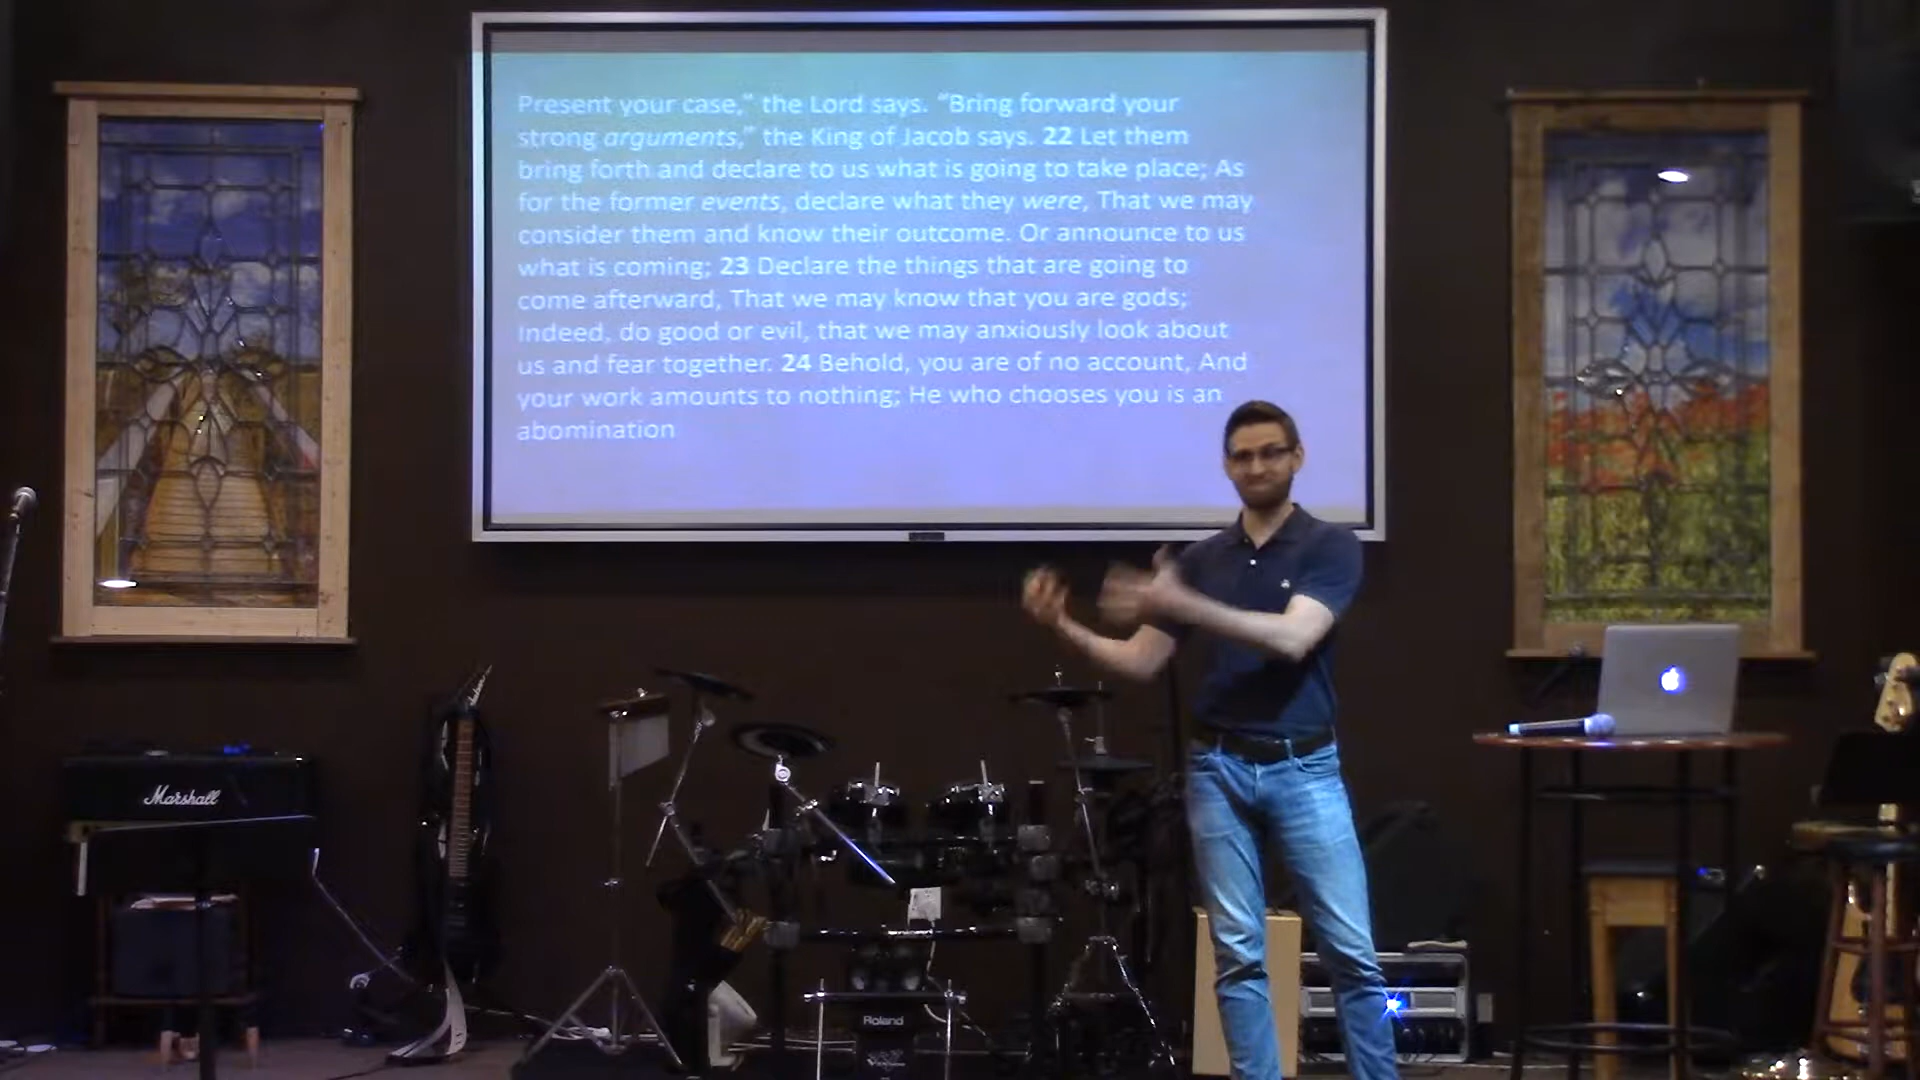 Present your case,” the Lord says. “Bring forward your
strong arguments,” the King of Jacob says. 22 Let them
bring forth and declare to us what is going to take place; As
for the former events, declare what they were, That we may
consider them and know their outcome. Or announce to us
what is coming; 23 Declare the things that are going to
come afterward, That we may know that you are gods;
Indeed, do good or evil, that we may anxiously look about
us and fear together. 24 Behold, you are of no account, And
your work amounts to nothing; He who chooses you is an
abomination
Marshall
Roland